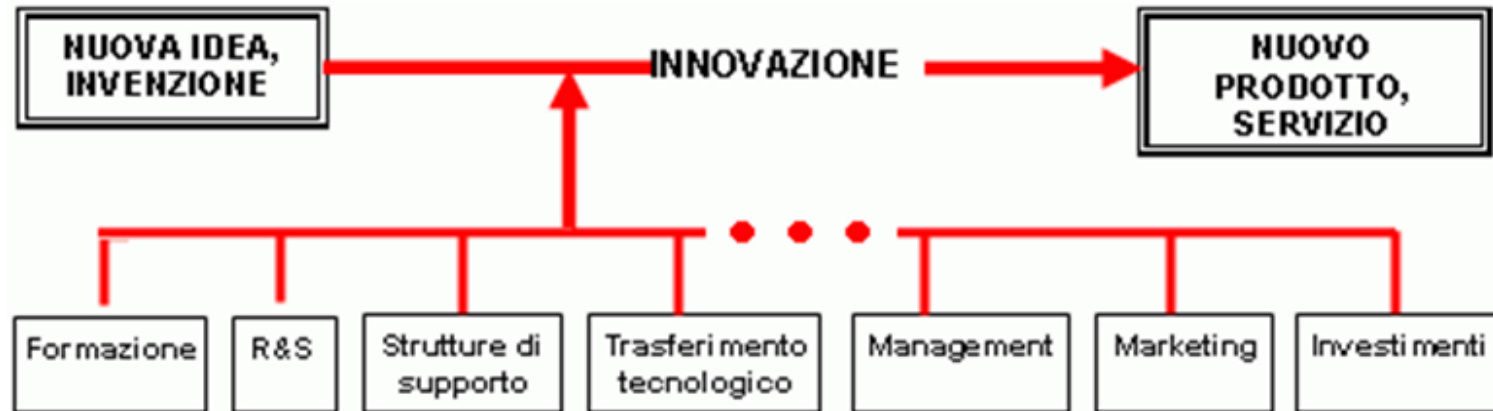 NUOVA IDEA,
INVENZIONE
INNOVAZIONE
NUOVO
PRODOTTO,
SERVIZIO
Formazione
R&S
Strutture di
supporto
Trasferimento
tecnologico
Management
Marketing
Investimenti